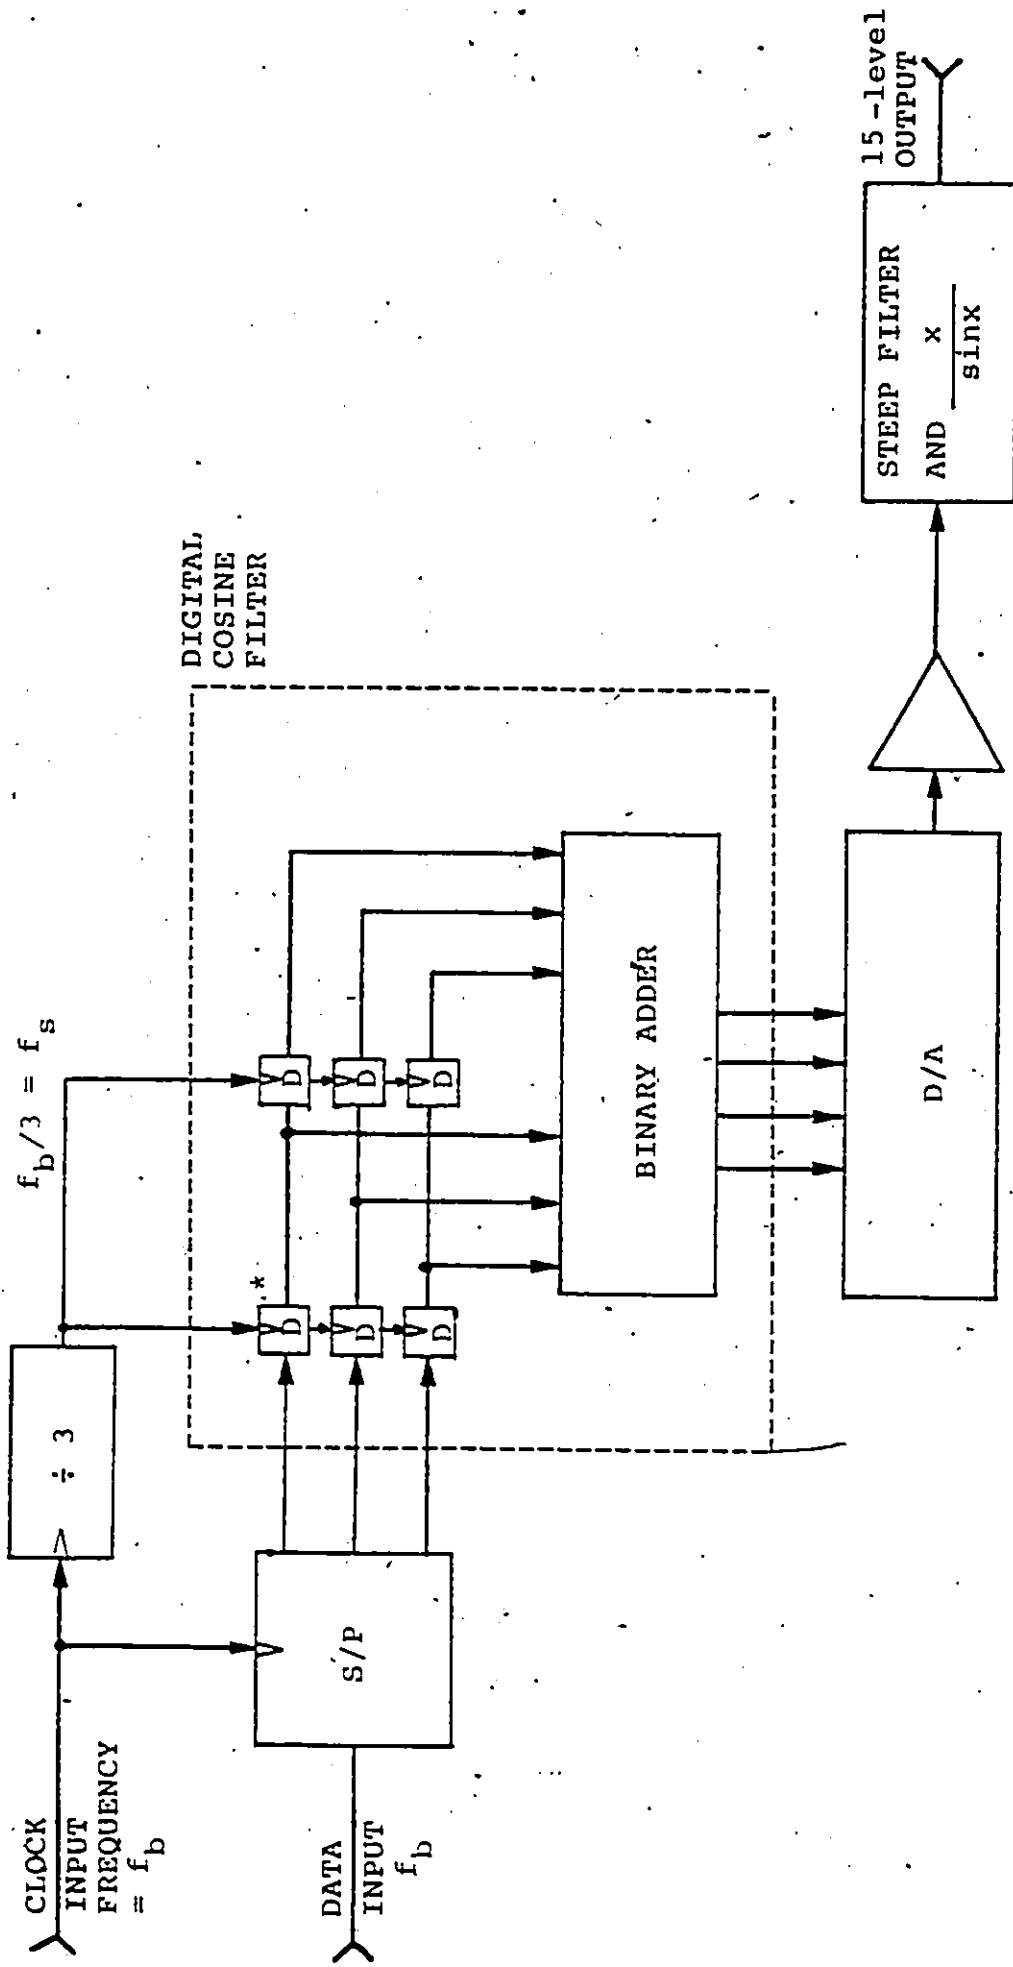 CLOCK
INPUT
FREQUENCY
= f_b
÷ 3
f_b/3 = f_s
DATA
INPUT
f_b
S/P
DIGITAL
COSINE
FILTER
*
D
D
D
D
D
D
BINARY ADDER
D/A
STEEP FILTER
AND x
sinx
15-level
OUTPUT